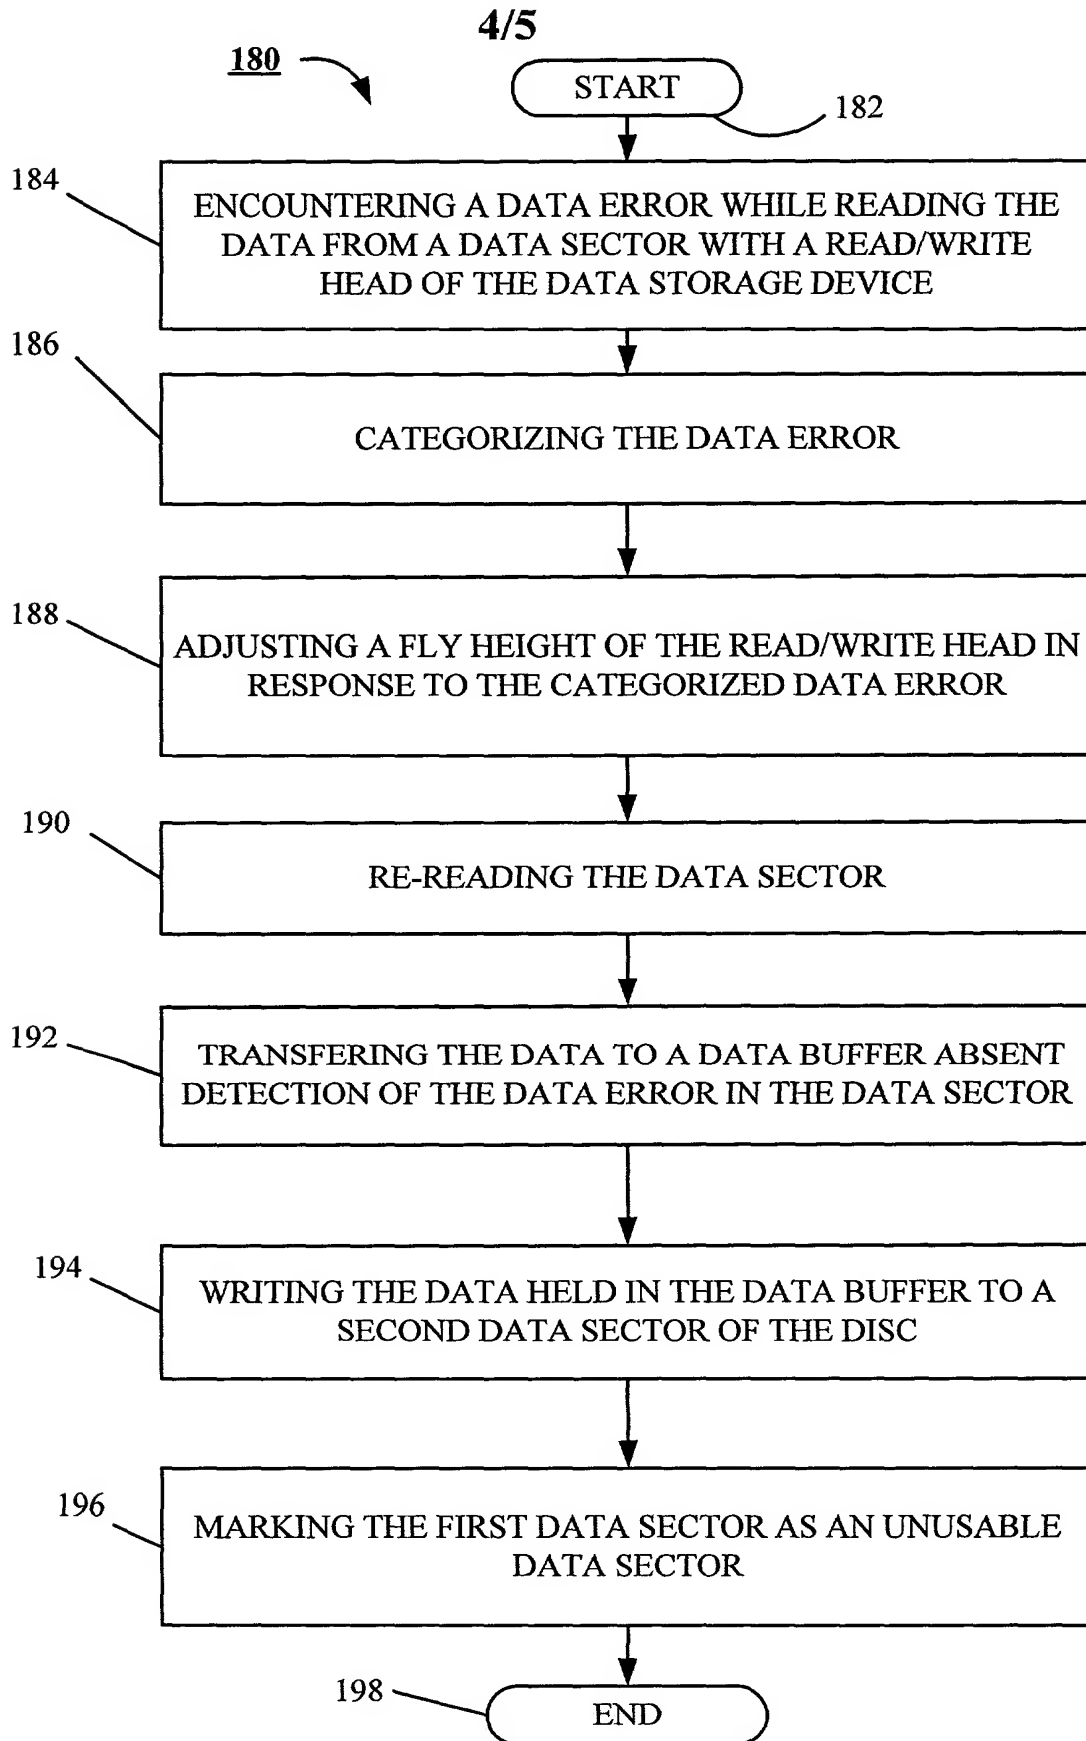 4/5
180
START
182
184
ENCOUNTERING A DATA ERROR WHILE READING THE
DATA FROM A DATA SECTOR WITH A READ/WRITE
HEAD OF THE DATA STORAGE DEVICE
186
CATEGORIZING THE DATA ERROR
188
ADJUSTING A FLY HEIGHT OF THE READ/WRITE HEAD IN
RESPONSE TO THE CATEGORIZED DATA ERROR
190
RE-READING THE DATA SECTOR
192
TRANSFERING THE DATA TO A DATA BUFFER ABSENT
DETECTION OF THE DATA ERROR IN THE DATA SECTOR
194
WRITING THE DATA HELD IN THE DATA BUFFER TO A
SECOND DATA SECTOR OF THE DISC
196
MARKING THE FIRST DATA SECTOR AS AN UNUSABLE
DATA SECTOR
198
END